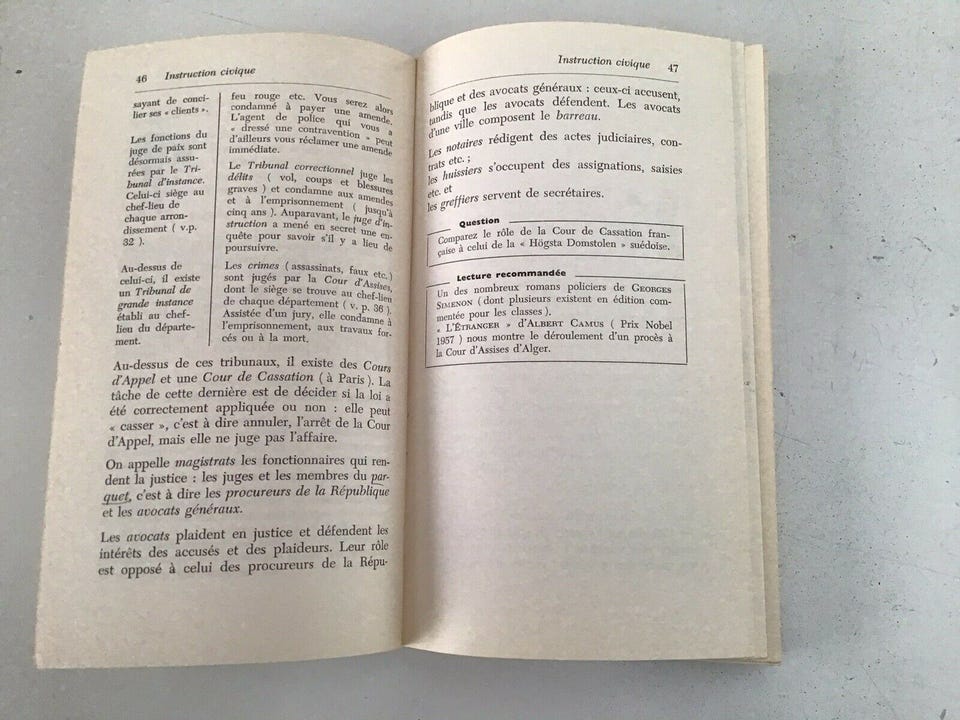 46 Instruction civique
sayant de conci-
lier ses « clients ».
Les fonctions du
juge de paix sont
désormais assu-
rées par le Tri-
bunal d'instance.
Celui-ci siège au
chef-lieu de
chaque arron-
dissement ( v.p.
32 ).
Au-dessus de
celui-ci, il existe
un Tribunal de
grande instance
établi au chef-
lieu du départe-
ment.
feu rouge etc. Vous serez alors
condamné à payer une amende.
L'agent de police qui vous a
« dressé une contravention » peut
d'ailleurs vous réclamer une amende
immédiate.
Le Tribunal correctionnel juge les
délits ( vol, coups et blessures
graves ) et condamne aux amendes
et à l'emprisonnement ( jusqu'à
cinq ans ). Auparavant, le juge d'in-
struction a mené en secret une en-
quête pour savoir s'il y a lieu de
poursuivre.
Les crimes ( assassinats, faux etc. )
sont jugés par la Cour d'Assises,
dont le siège se trouve au chef-lieu
de chaque département ( v. p. 36 ).
Assistée d'un jury, elle condamne à
l'emprisonnement, aux travaux for-
cés ou à la mort.
Au-dessus de ces tribunaux, il existe des Cours
d'Appel et une Cour de Cassation ( à Paris ). La
tâche de cette dernière est de décider si la loi a
été correctement appliquée ou non : elle peut
« casser », c'est à dire annuler, l'arrêt de la Cour
d'Appel, mais elle ne juge pas l'affaire.
On appelle magistrats les fonctionnaires qui ren-
dent la justice : les juges et les membres du par-
quet, c'est à dire les procureurs de la République
et les avocats généraux.
Les avocats plaident en justice et défendent les
intérêts des accusés et des plaideurs. Leur rôle
est opposé à celui des procureurs de la Répu-
Instruction civique 47
blique et des avocats généraux : ceux-ci accusent,
tandis que les avocats défendent. Les avocats
d'une ville composent le barreau.
Les notaires rédigent des actes judiciaires, con-
trats etc. ;
les huissiers s'occupent des assignations, saisies
etc. et
les greffiers servent de secrétaires.
Question
Comparez le rôle de la Cour de Cassation fran-
çaise à celui de la « Högsta Domstolen » suédoise.
Lecture recommandée
Un des nombreux romans policiers de GEORGES
SIMENON ( dont plusieurs existent en édition com-
mentée pour les classes ).
« L'ÉTRANGER » d'ALBERT CAMUS ( Prix Nobel
1957 ) nous montre le déroulement d'un procès à
la Cour d'Assises d'Alger.